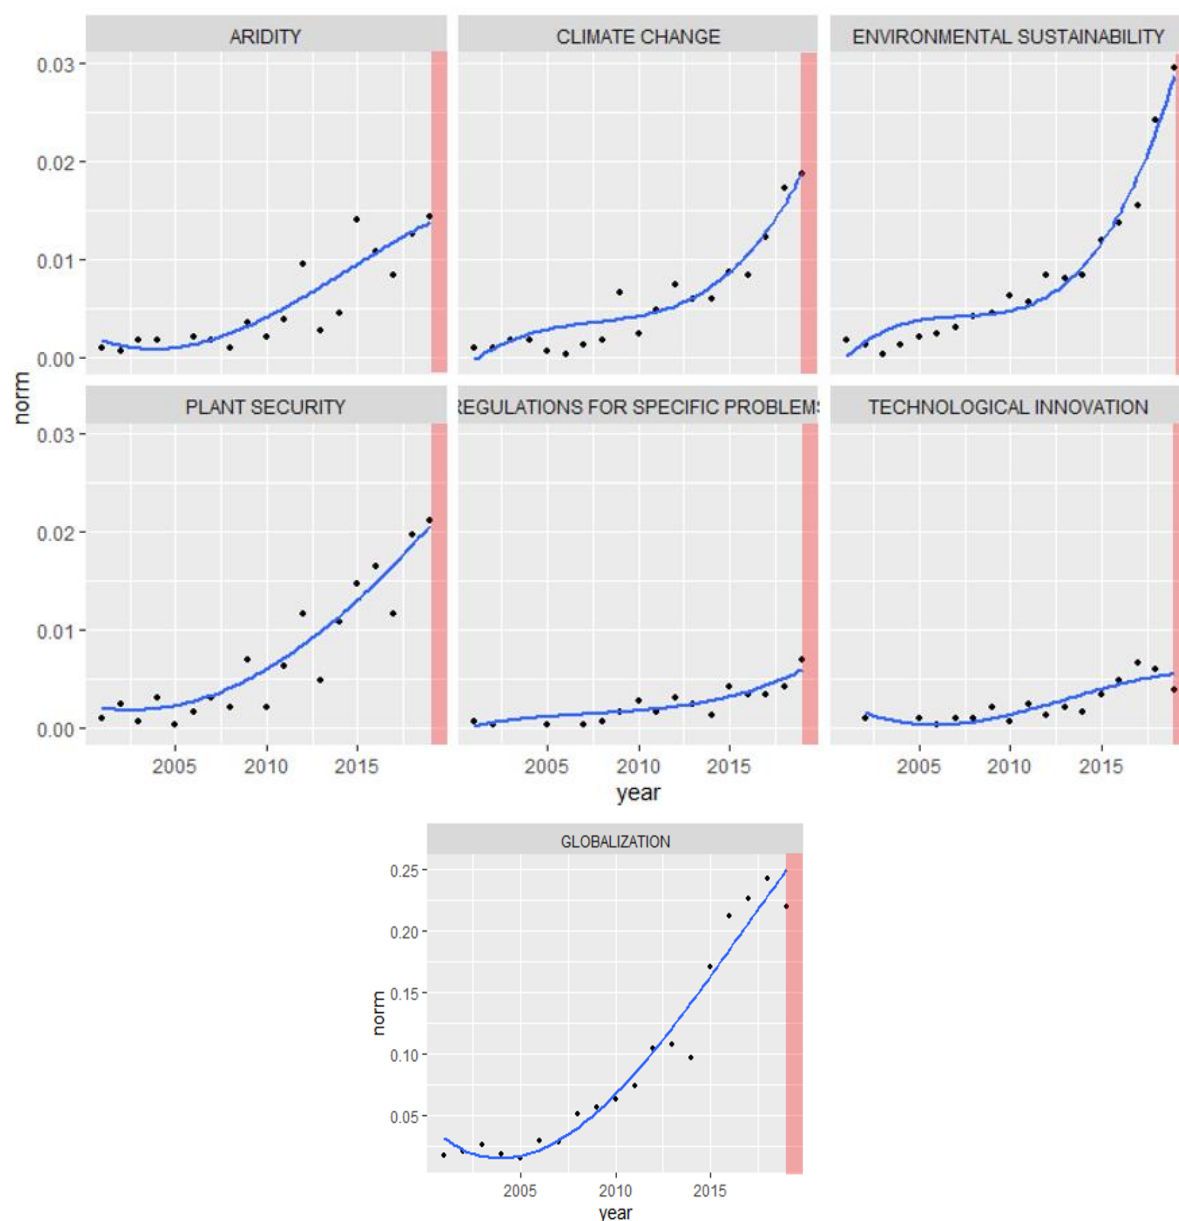 ARIDITY CLIMATE CHANGE ENVIRONMENTAL SUSTAINABILITY
0.03
0.02
0.01
0.00
norm
PLANT SECURITY REGULATIONS FOR SPECIFIC PROBLEMS TECHNOLOGICAL INNOVATION
0.03
0.02
0.01
0.00
2005 2010 2015 2005 2010 2015 2005 2010 2015
year
GLOBALIZATION
0.25
0.20
0.15
norm
0.10
0.05
2005 2010 2015
year